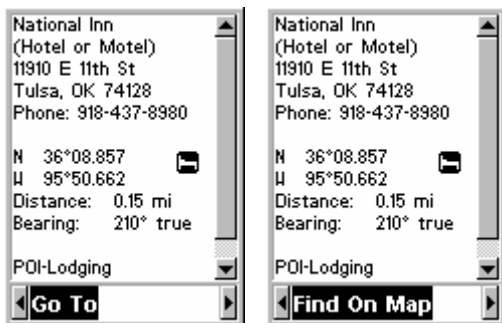 National Inn
(Hotel or Motel)
11910 E 11th St
Tulsa, OK 74128
Phone: 918-437-8980
N 36°08.857
W 95°50.662
Distance: 0.15 mi
Bearing: 210° true
POI-Lodging
Go To
National Inn
(Hotel or Motel)
11910 E 11th St
Tulsa, OK 74128
Phone: 918-437-8980
N 36°08.857
W 95°50.662
Distance: 0.15 mi
Bearing: 210° true
POI-Lodging
Find On Map